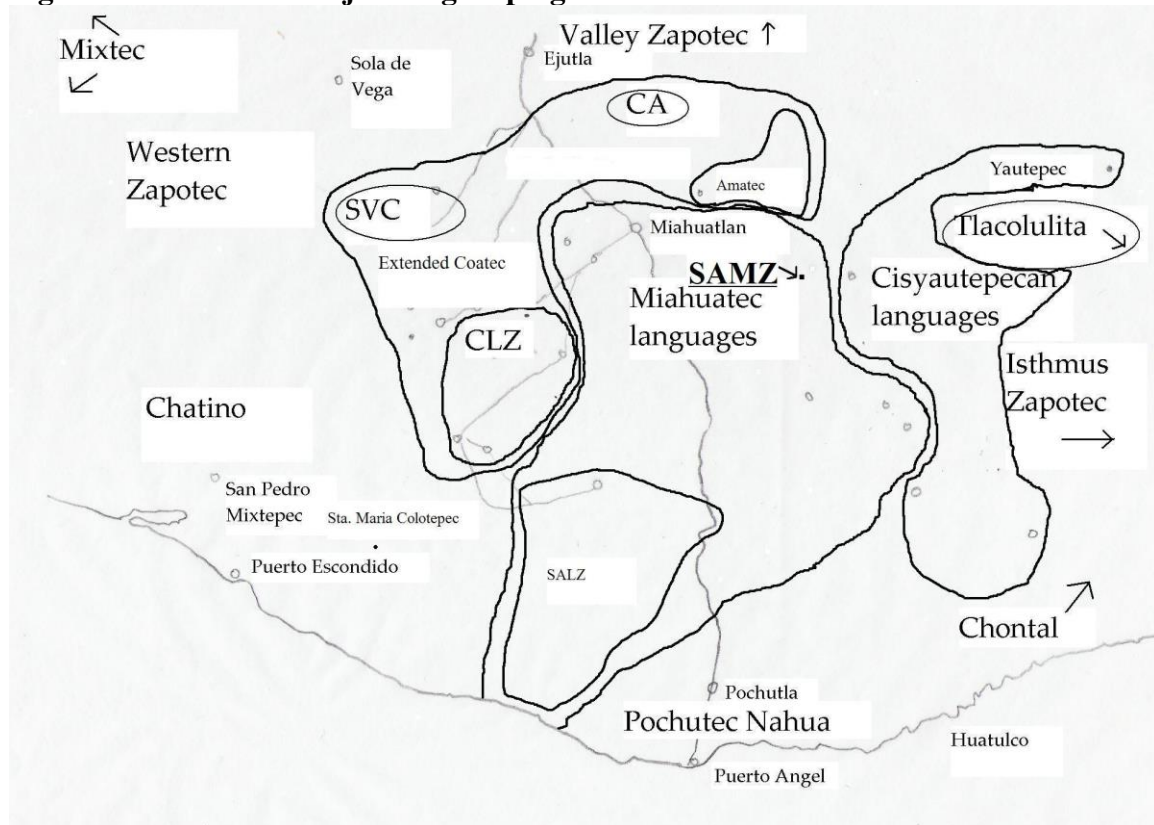 Mixtec
Valley Zapotec ↑
Ejutla
Sola de
Vega
CA
Western
Zapotec
Yautepec
Amatec
SVC
Miahuatlan
Tlacolulita
Extended Coatec
SAMZ
Miahuatec
languages
Cisyautepecan
languages
CLZ
Isthmus
Zapotec
Chatino
San Pedro
Mixtepec
Sta. Maria Colotepec
Puerto Escondido
SALZ
Chontal
Pochutla
Pochutec Nahua
Huatulco
Puerto Angel